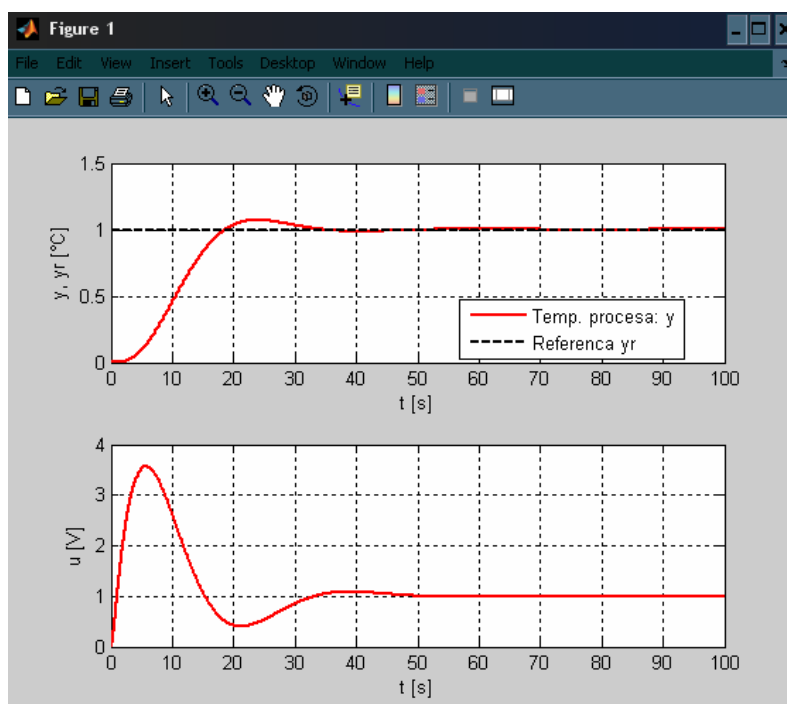 Figure 1
File Edit View Insert Tools Desktop Window Help
1.5
1
0.5
0
y, yr [°C]
Temp. procesa: y
Referenca yr
0 10 20 30 40 50 60 70 80 90 100
t [s]
4
3
2
1
0
u [V]
0 10 20 30 40 50 60 70 80 90 100
t [s]